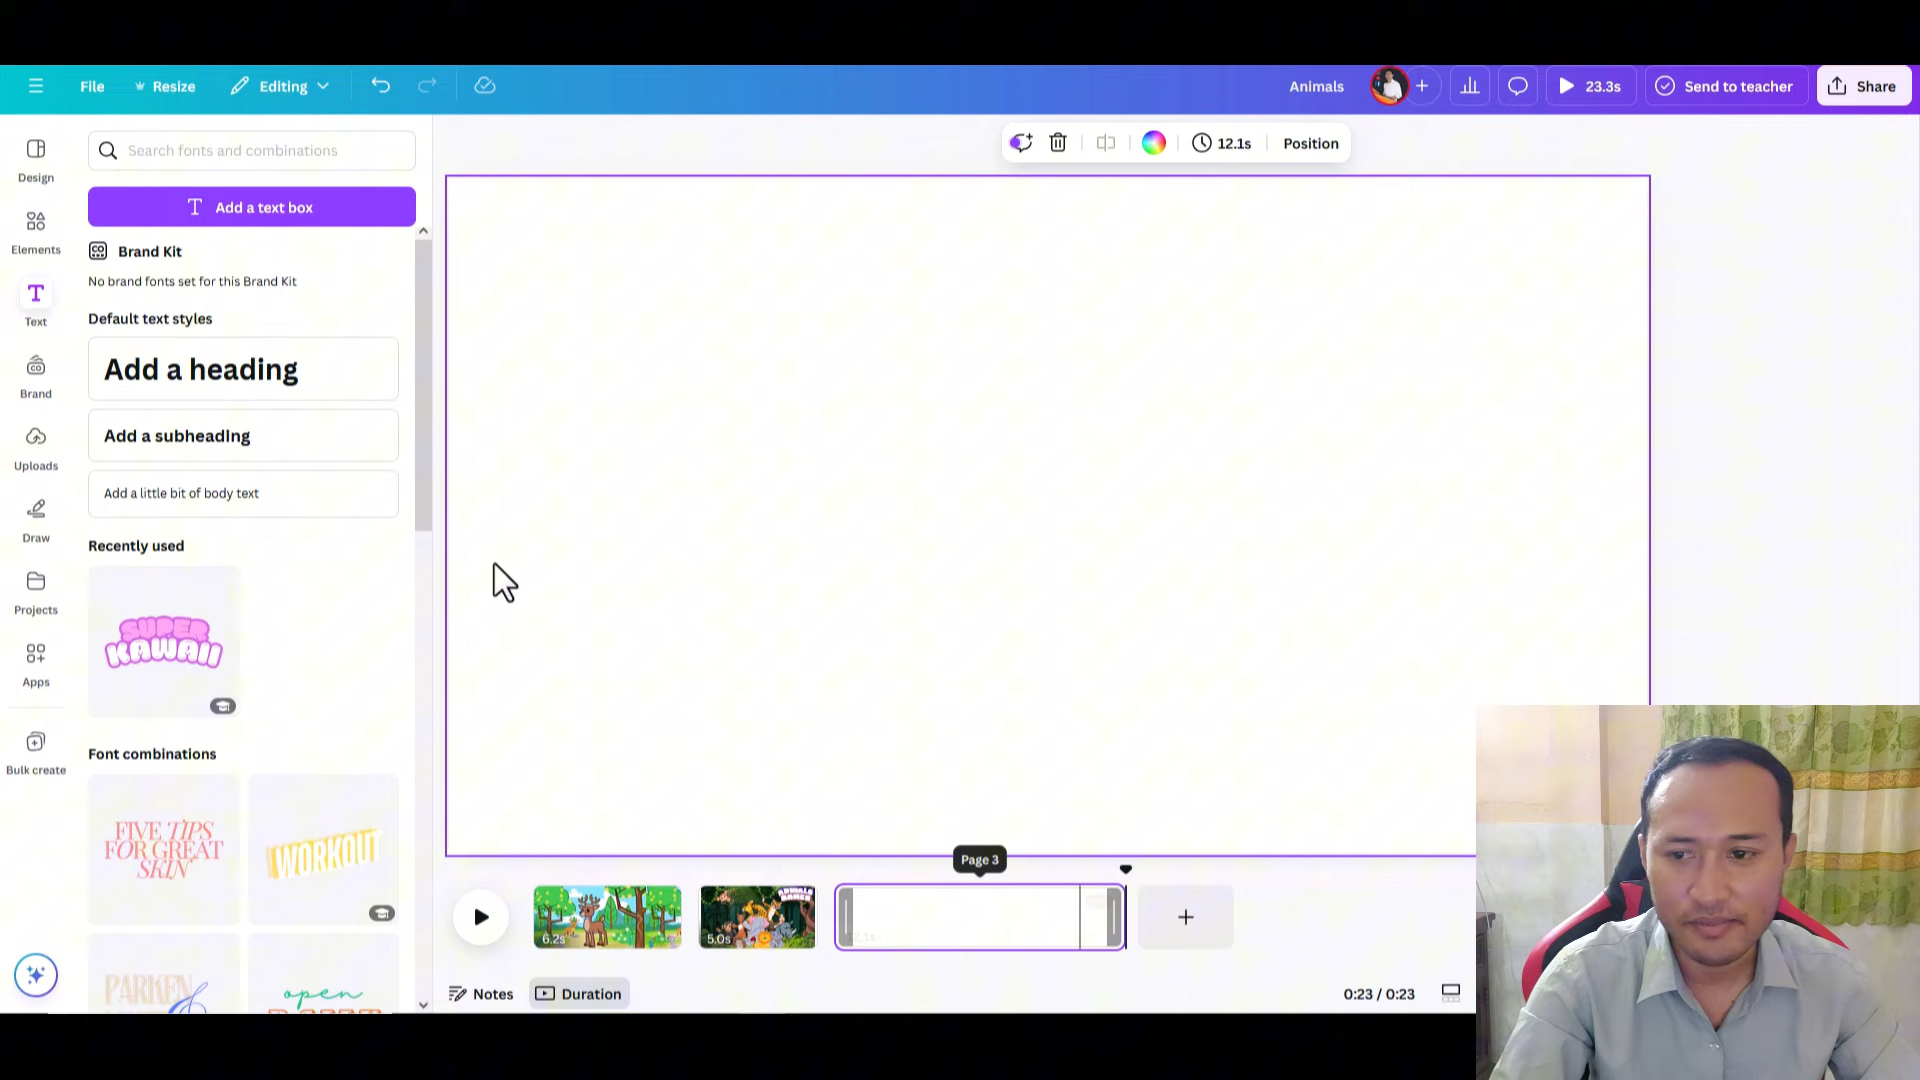 File
Resize
Editing
Animals
23.3s
Send to teacher
Share
Design
Elements
Text
Brand
Uploads
Draw
Projects
Apps
Bulk create
Search fonts and combinations
Add a text box
Brand Kit
No brand fonts set for this Brand Kit
Default text styles
Add a heading
Add a subheading
Add a little bit of body text
Recently used
SUPER
KAWAII
Font combinations
FIVE TIPS
FOR GREAT
SKIN
WORKOUT
PARKEN
&
open
12.1s
Position
Page 3
6.2s
5.0s
Notes
Duration
0:23 / 0:23